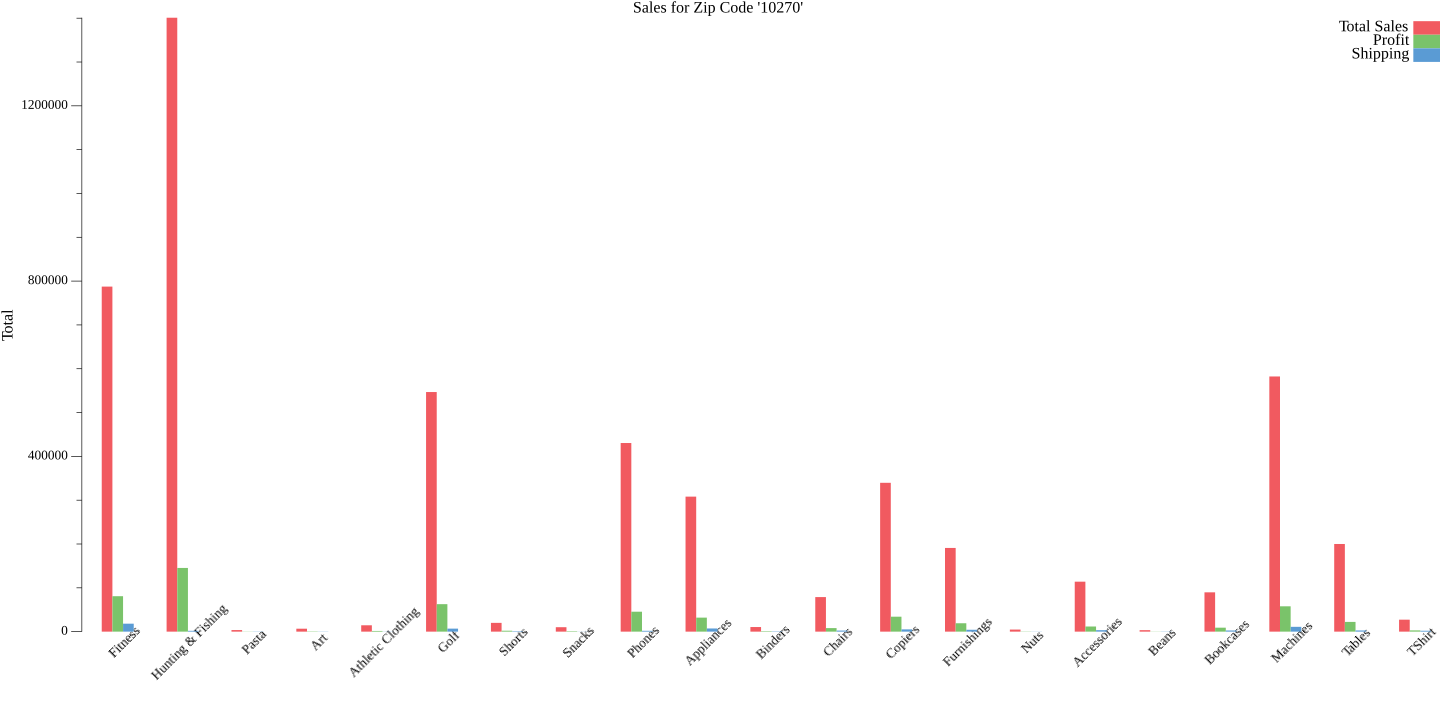 Sales for Zip Code '10270'
Total Sales
Profit
Shipping
1200000
800000
400000
0
Total
Fitness
Hunting & Fishing
Pasta
Art
Athletic Clothing
Golf
Shorts
Snacks
Phones
Appliances
Binders
Chairs
Copiers
Furnishings
Nuts
Accessories
Beans
Bookcases
Machines
Tables
TShirt